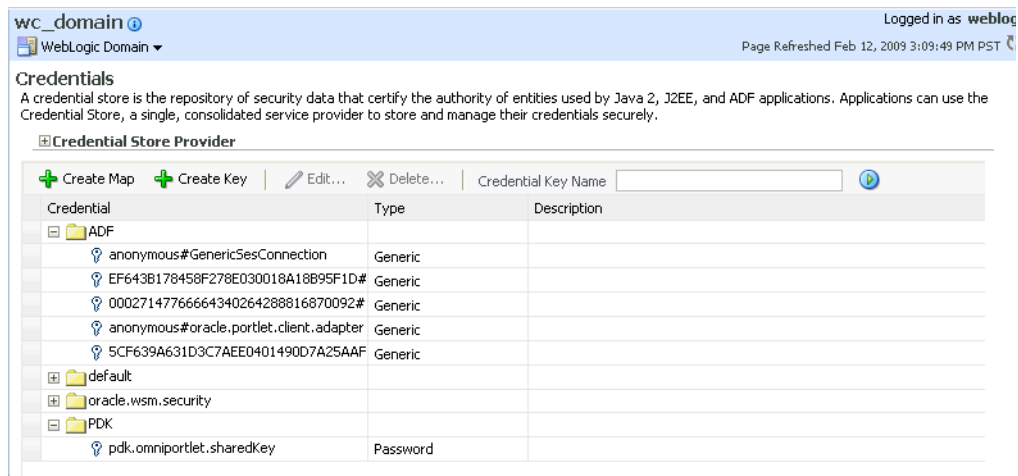 wc_domain
Logged in as weblog
WebLogic Domain
Page Refreshed Feb 12, 2009 3:09:49 PM PST
Credentials
A credential store is the repository of security data that certify the authority of entities used by Java 2, J2EE, and ADF applications. Applications can use the
Credential Store, a single, consolidated service provider to store and manage their credentials securely.
Credential Store Provider
Create Map Create Key Edit... Delete... Credential Key Name
Credential Type Description
ADF
anonymous#GenericSesConnection Generic
EF643B178458F278E030018A18B95F1D# Generic
00027147766664340264288816870092# Generic
anonymous#oracle.portlet.client.adapter Generic
5CF639A631D3C7AEE0401490D7A25AAF Generic
default
oracle.wsm.security
PDK
pdk.omniportlet.sharedKey Password